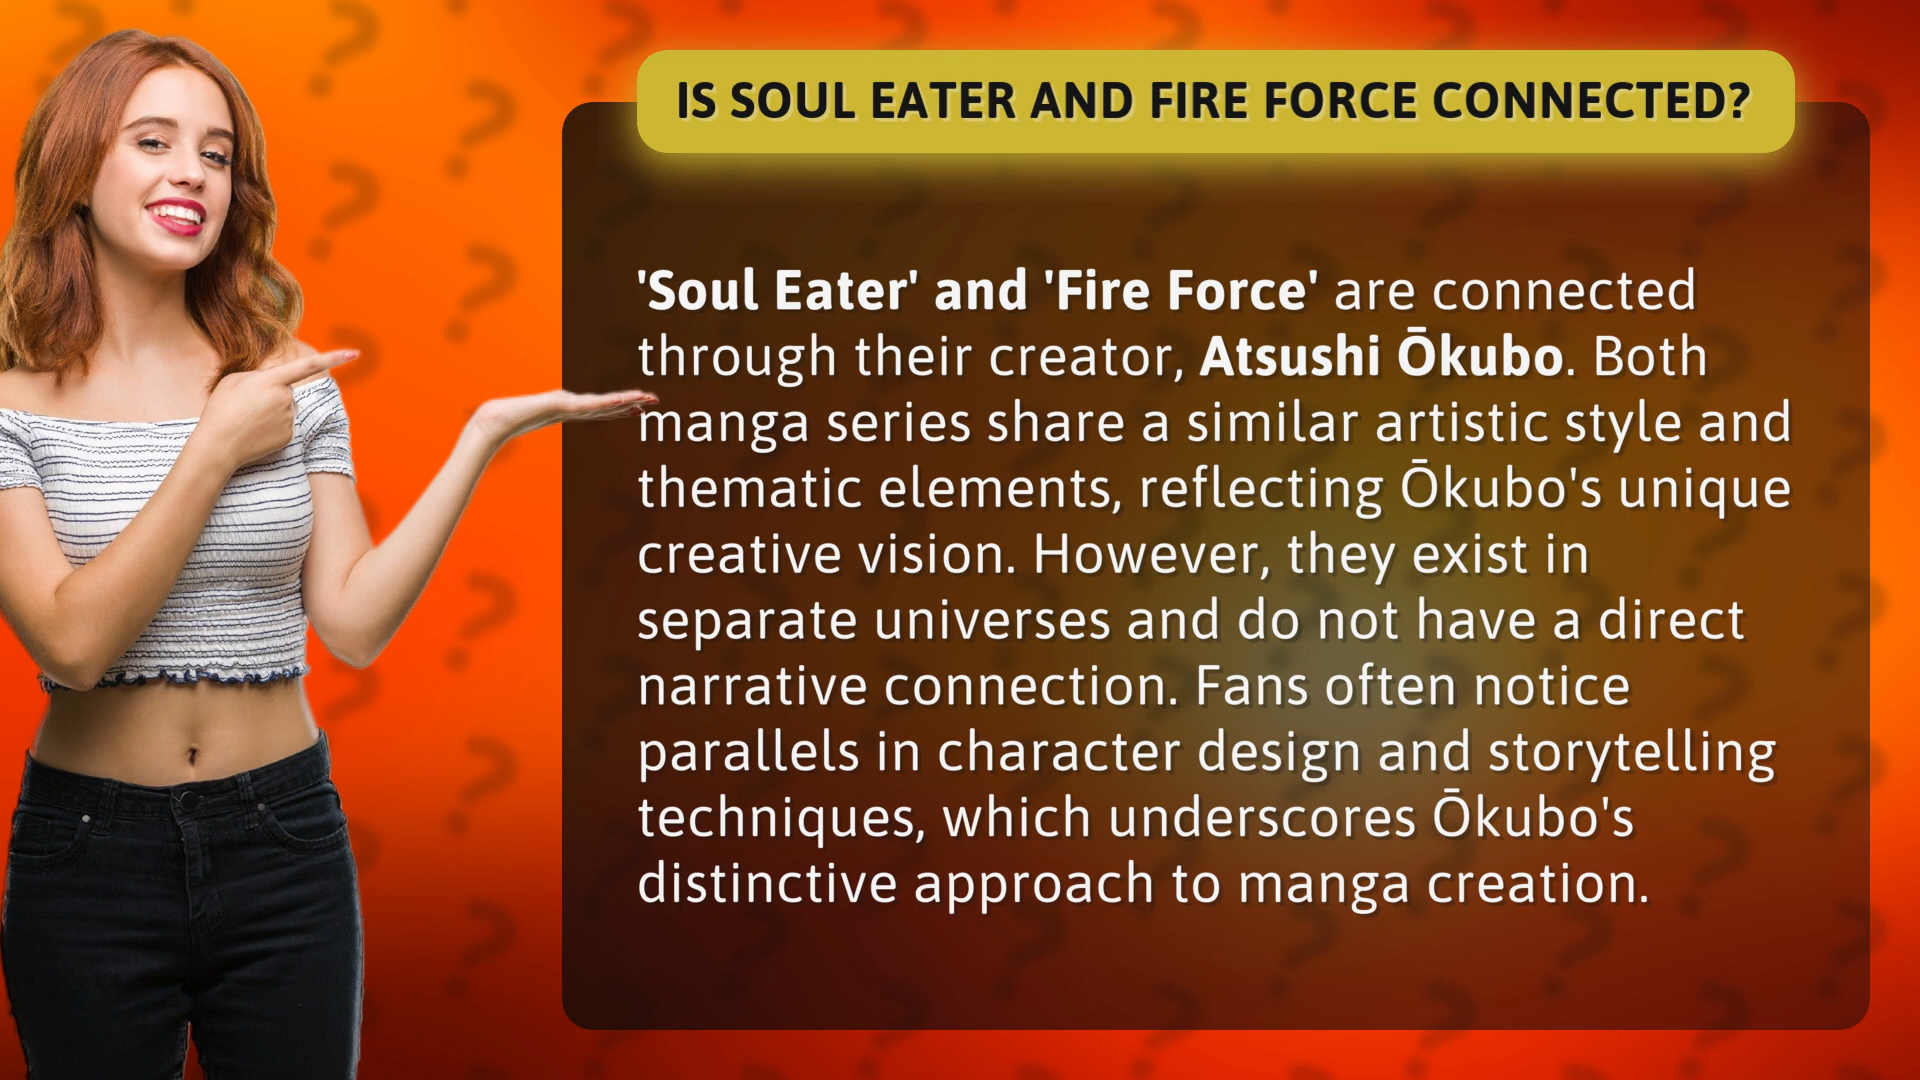 IS SOUL EATER AND FIRE FORCE CONNECTED?
'Soul Eater' and 'Fire Force' are connected
through their creator, Atsushi Ōkubo. Both
manga series share a similar artistic style and
thematic elements, reflecting Ōkubo's unique
creative vision. However, they exist in
separate universes and do not have a direct
narrative connection. Fans often notice
parallels in character design and storytelling
techniques, which underscores Ōkubo's
distinctive approach to manga creation.